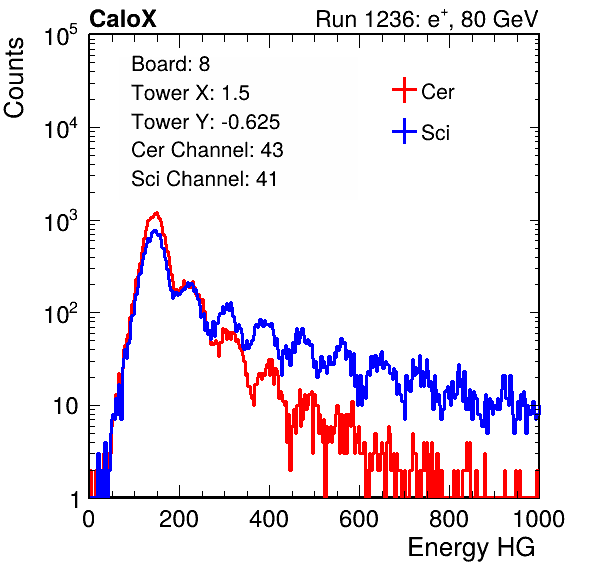 CaloX Run 1236: e⁺, 80 GeV
Counts
Board: 8
Tower X: 1.5
Tower Y: -0.625
Cer Channel: 43
Sci Channel: 41
Cer
Sci
10⁵
10⁴
10³
10²
10
1
0 200 400 600 800 1000
Energy HG